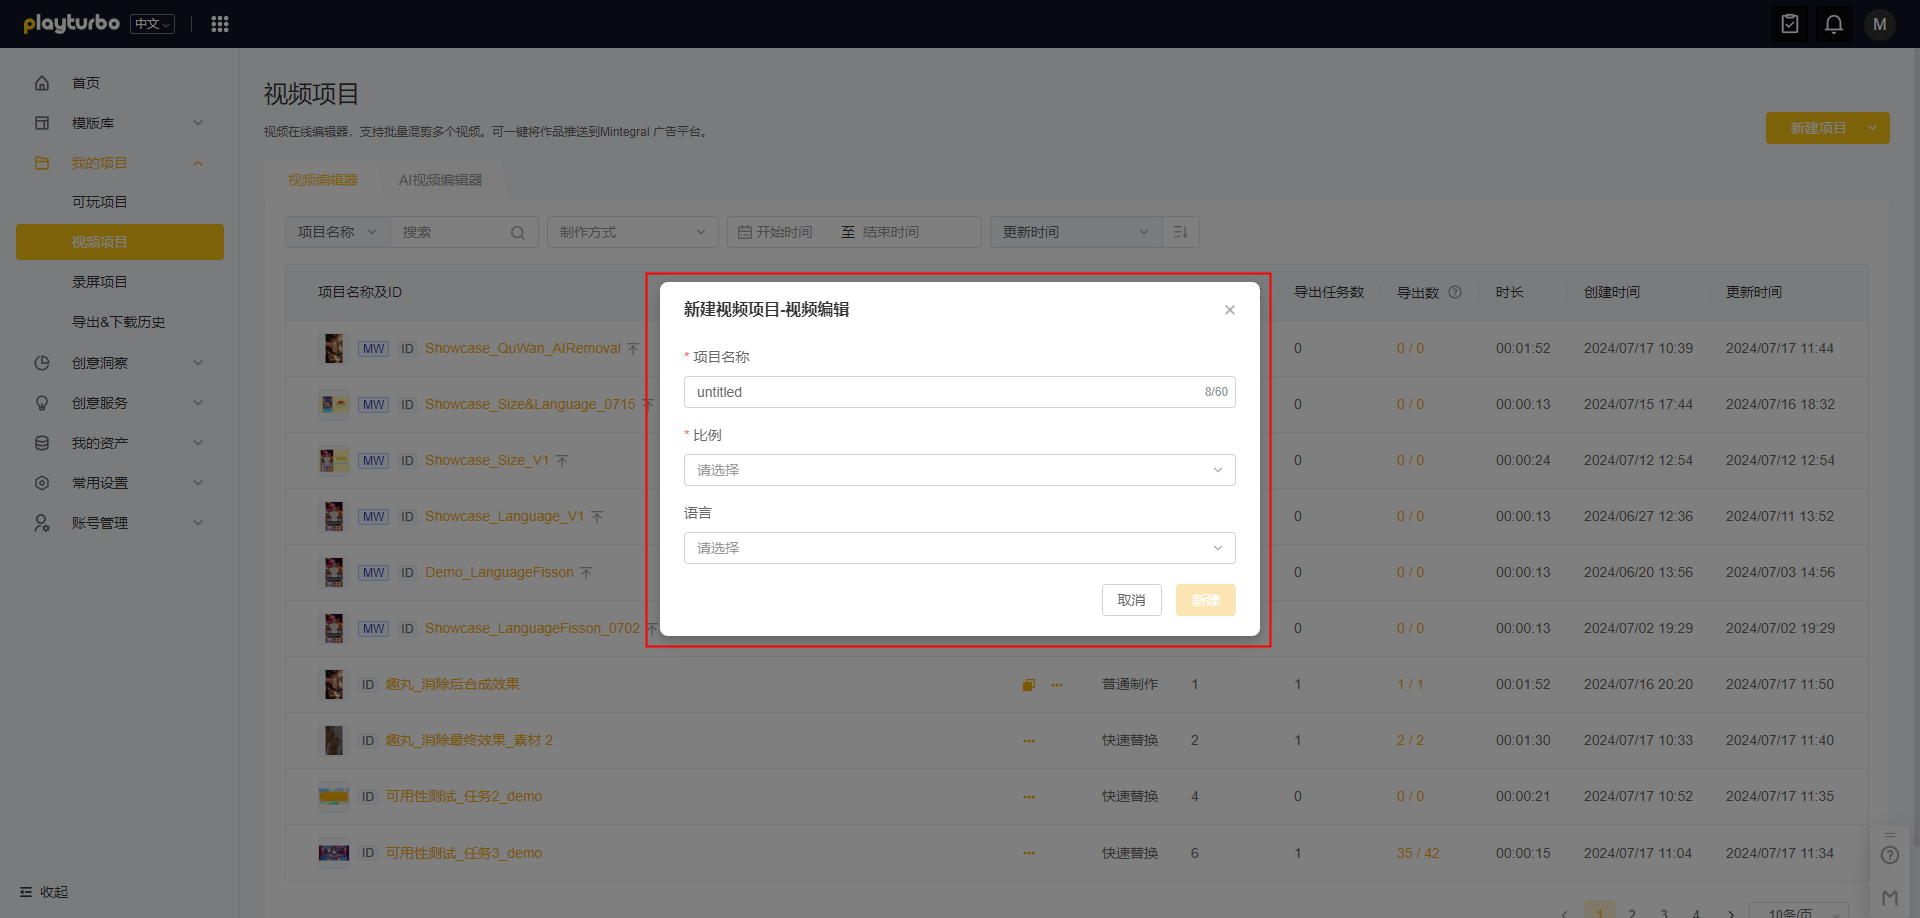 playturbo 中文
M
首页
模版库
我的项目
可玩项目
视频项目
录屏项目
导出&下载历史
创意洞察
创意服务
我的资产
常用设置
账号管理
收起
视频项目
视频在线编辑器，支持批量混剪多个视频。可一键将作品推送到Mintegral 广告平台。
新建项目
视频编辑器 AI视频编辑器
项目名称 搜索 制作方式 开始时间 至 结束时间 更新时间
项目名称及ID 导出任务数 导出数 时长 创建时间 更新时间
MW ID Showcase_QuWan_AIRemoval 0 0 / 0 00:01:52 2024/07/17 10:39 2024/07/17 11:44
MW ID Showcase_Size&Language_0715 0 0 / 0 00:00:13 2024/07/15 17:44 2024/07/16 18:32
MW ID Showcase_Size_V1 0 0 / 0 00:00:24 2024/07/12 12:54 2024/07/12 12:54
MW ID Showcase_Language_V1 0 0 / 0 00:00:13 2024/06/27 12:36 2024/07/11 13:52
MW ID Demo_LanguageFisson 0 0 / 0 00:00:13 2024/06/20 13:56 2024/07/03 14:56
MW ID Showcase_LanguageFisson_0702 0 0 / 0 00:00:13 2024/07/02 19:29 2024/07/02 19:29
ID 趣丸_消除后合成效果 普通制作 1 1 1 / 1 00:01:52 2024/07/16 20:20 2024/07/17 11:50
ID 趣丸_消除最终效果_素材 2 快速替换 2 1 2 / 2 00:01:30 2024/07/17 10:33 2024/07/17 11:40
ID 可用性测试_任务2_demo 快速替换 4 0 0 / 0 00:00:21 2024/07/17 10:52 2024/07/17 11:35
ID 可用性测试_任务3_demo 快速替换 6 1 35 / 42 00:00:15 2024/07/17 11:04 2024/07/17 11:34
1 2 3 4 10条/页
新建视频项目-视频编辑
* 项目名称
untitled 8/60
* 比例
请选择
语言
请选择
取消 新建